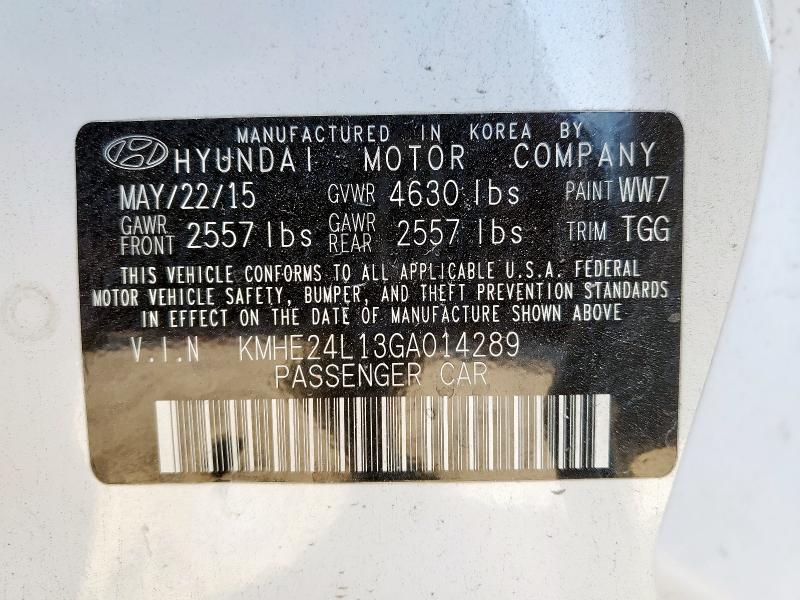 MANUFACTURED IN KOREA BY
HYUNDAI MOTOR COMPANY
MAY/22/15 GVWR 4630 lbs PAINT WW7
GAWR FRONT 2557 lbs GAWR REAR 2557 lbs TRIM TGG
THIS VEHICLE CONFORMS TO ALL APPLICABLE U.S.A. FEDERAL
MOTOR VEHICLE SAFETY, BUMPER, AND THEFT PREVENTION STANDARDS
IN EFFECT ON THE DATE OF MANUFACTURE SHOWN ABOVE
V.I.N KMHE24L13GA014289
PASSENGER CAR